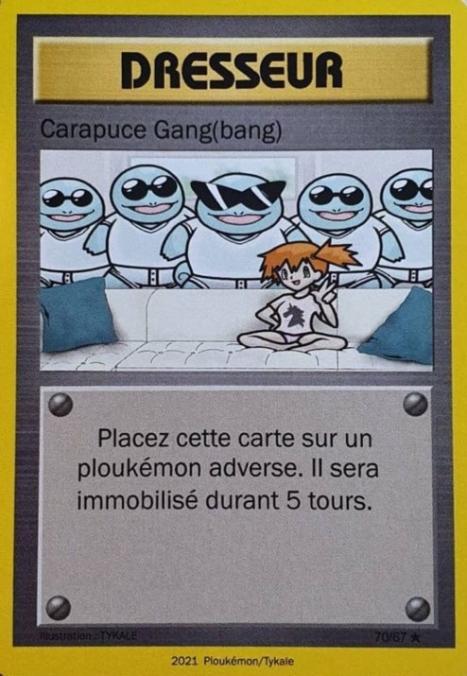 DRESSEUR
Carapuce Gang(bang)
Placez cette carte sur un
ploukémon adverse. Il sera
immobilisé durant 5 tours.
Illustration : TYKALE
70/67 ★
2021 Ploukémon/Tykale